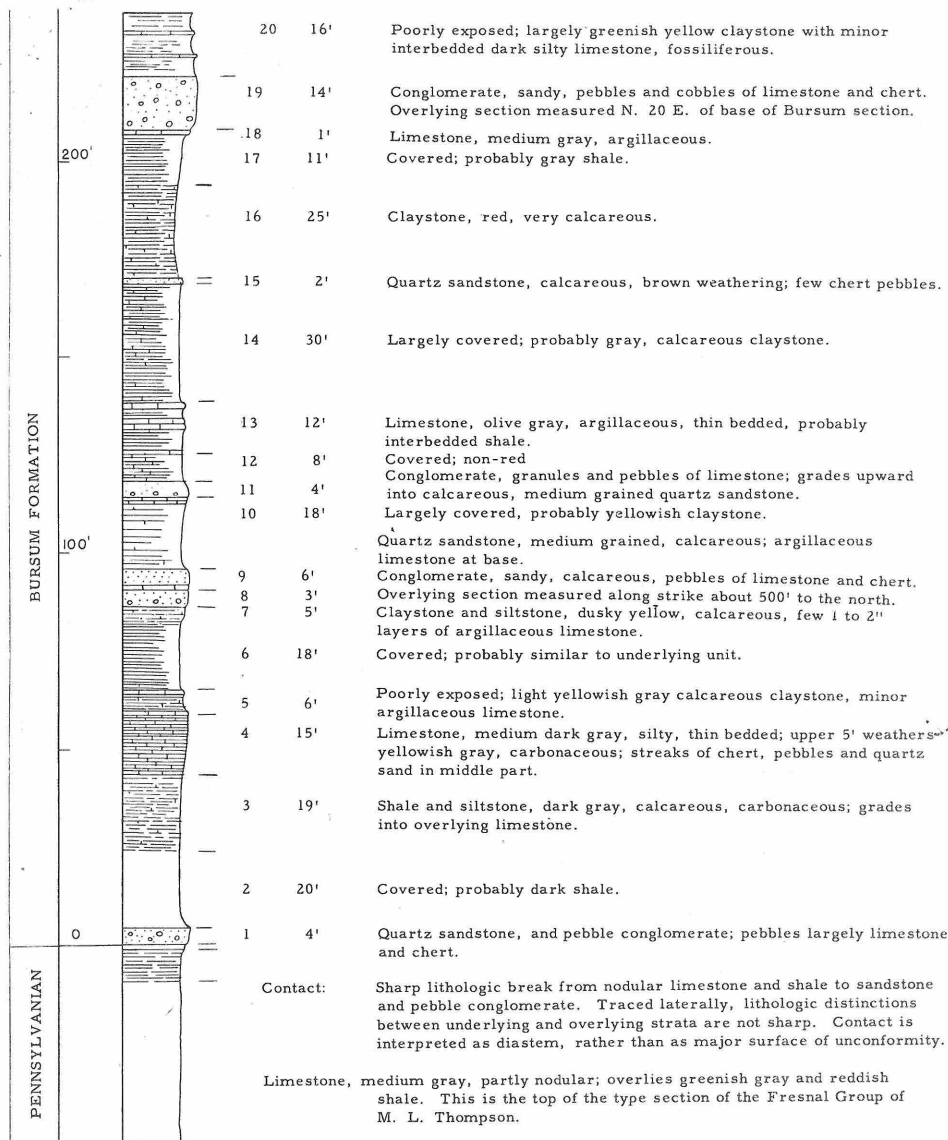 20 16' Poorly exposed; largely greenish yellow claystone with minor
interbedded dark silty limestone, fossiliferous.
19 14' Conglomerate, sandy, pebbles and cobbles of limestone and chert.
Overlying section measured N. 20 E. of base of Bursum section.
18 1' Limestone, medium gray, argillaceous.
200'
17 11' Covered; probably gray shale.
16 25' Claystone, red, very calcareous.
15 2' Quartz sandstone, calcareous, brown weathering; few chert pebbles.
14 30' Largely covered; probably gray, calcareous claystone.
13 12' Limestone, olive gray, argillaceous, thin bedded, probably
interbedded shale.
12 8' Covered; non-red
Conglomerate, granules and pebbles of limestone; grades upward
11 4' into calcareous, medium grained quartz sandstone.
10 18' Largely covered, probably yellowish claystone.
100'
Quartz sandstone, medium grained, calcareous; argillaceous
limestone at base.
9 6' Conglomerate, sandy, calcareous, pebbles of limestone and chert.
8 3' Overlying section measured along strike about 500' to the north.
7 5' Claystone and siltstone, dusky yellow, calcareous, few 1 to 2"
layers of argillaceous limestone.
6 18' Covered; probably similar to underlying unit.
5 6' Poorly exposed; light yellowish gray calcareous claystone, minor
argillaceous limestone.
4 15' Limestone, medium dark gray, silty, thin bedded; upper 5' weathers
yellowish gray, carbonaceous; streaks of chert, pebbles and quartz
sand in middle part.
3 19' Shale and siltstone, dark gray, calcareous, carbonaceous; grades
into overlying limestone.
2 20' Covered; probably dark shale.
0
1 4' Quartz sandstone, and pebble conglomerate; pebbles largely limestone
and chert.
BURSUM FORMATION
Contact: Sharp lithologic break from nodular limestone and shale to sandstone
and pebble conglomerate. Traced laterally, lithologic distinctions
between underlying and overlying strata are not sharp. Contact is
interpreted as diastem, rather than as major surface of unconformity.
Limestone, medium gray, partly nodular; overlies greenish gray and reddish
shale. This is the top of the type section of the Fresnal Group of
M. L. Thompson.
PENNSYLVANIAN